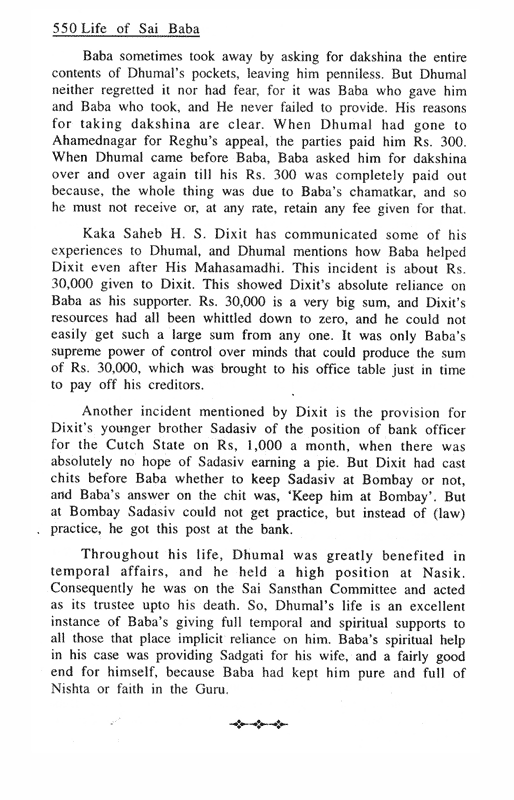 550 Life of Sai Baba
Baba sometimes took away by asking for dakshina the entire
contents of Dhumal's pockets, leaving him penniless. But Dhumal
neither regretted it nor had fear, for it was Baba who gave him
and Baba who took, and He never failed to provide. His reasons
for taking dakshina are clear. When Dhumal had gone to
Ahamednagar for Reghu's appeal, the parties paid him Rs. 300.
When Dhumal came before Baba, Baba asked him for dakshina
over and over again till his Rs. 300 was completely paid out
because, the whole thing was due to Baba's chamatkar, and so
he must not receive or, at any rate, retain any fee given for that.
Kaka Saheb H. S. Dixit has communicated some of his
experiences to Dhumal, and Dhumal mentions how Baba helped
Dixit even after His Mahasamadhi. This incident is about Rs.
30,000 given to Dixit. This showed Dixit's absolute reliance on
Baba as his supporter. Rs. 30,000 is a very big sum, and Dixit's
resources had all been whittled down to zero, and he could not
easily get such a large sum from any one. It was only Baba's
supreme power of control over minds that could produce the sum
of Rs. 30,000, which was brought to his office table just in time
to pay off his creditors.
Another incident mentioned by Dixit is the provision for
Dixit's younger brother Sadasiv of the position of bank officer
for the Cutch State on Rs, 1,000 a month, when there was
absolutely no hope of Sadasiv earning a pie. But Dixit had cast
chits before Baba whether to keep Sadasiv at Bombay or not,
and Baba's answer on the chit was, 'Keep him at Bombay'. But
at Bombay Sadasiv could not get practice, but instead of (law)
practice, he got this post at the bank.
Throughout his life, Dhumal was greatly benefited in
temporal affairs, and he held a high position at Nasik.
Consequently he was on the Sai Sansthan Committee and acted
as its trustee upto his death. So, Dhumal's life is an excellent
instance of Baba's giving full temporal and spiritual supports to
all those that place implicit reliance on him. Baba's spiritual help
in his case was providing Sadgati for his wife, and a fairly good
end for himself, because Baba had kept him pure and full of
Nishta or faith in the Guru.